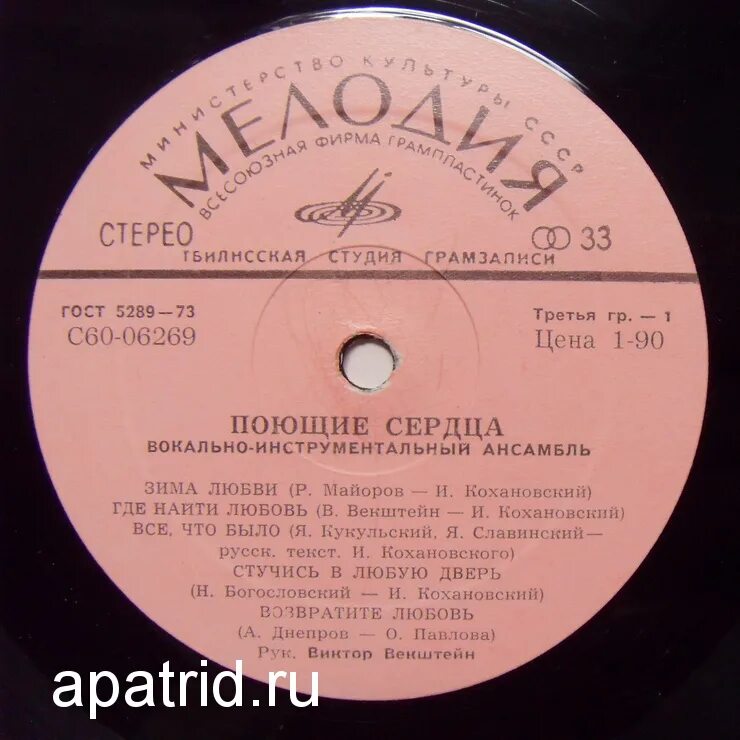 МИНИСТЕРСТВО КУЛЬТУРЫ СССР
МЕЛОДИЯ
ВСЕСОЮЗНАЯ ФИРМА ГРАМПЛАСТИНОК
СТЕРЕО
33
ТБИЛИССКАЯ СТУДИЯ ГРАМЗАПИСИ
ГОСТ 5289—73
Третья гр. — 1
С60-06269
Цена 1-90
ПОЮЩИЕ СЕРДЦА
ВОКАЛЬНО-ИНСТРУМЕНТАЛЬНЫЙ АНСАМБЛЬ
ЗИМА ЛЮБВИ (Р. Майоров — И. Кохановский)
ГДЕ НАЙТИ ЛЮБОВЬ (В. Векштейн — И. Кохановский)
ВСЕ, ЧТО БЫЛО (Я. Кукульский, Я. Славинский—
русск. текст. И. Кохановского)
СТУЧИСЬ В ЛЮБУЮ ДВЕРЬ
(Н. Богословский — И. Кохановский)
ВОЗВРАТИТЕ ЛЮБОВЬ
(А. Днепров — О. Павлова)
Рук. Виктор Векштейн
apatrid.ru